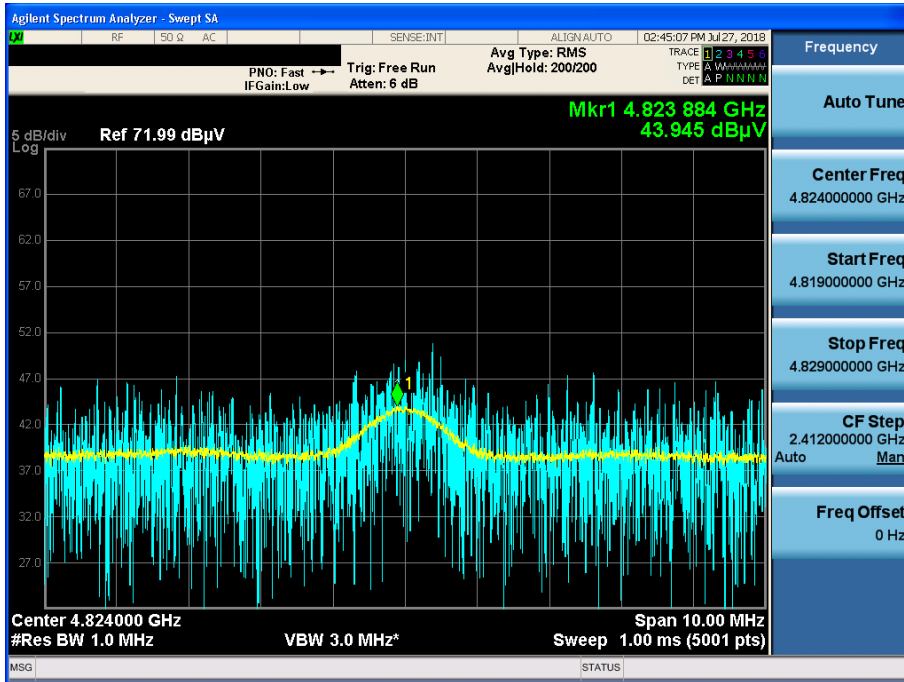 Agilent Spectrum Analyzer - Swept SA
LXI RF 50 Ω AC SENSE:INT ALIGN AUTO 02:45:07 PM Jul 27, 2018
PNO: Fast Trig: Free Run Avg Type: RMS TRACE 1 2 3 4 5 6
IFGain:Low Atten: 6 dB Avg|Hold: 200/200 TYPE A WWWWW
DET A P N N N N
Mkr1 4.823 884 GHz
43.945 dBµV
5 dB/div Ref 71.99 dBµV
Log
67.0
62.0
57.0
52.0
47.0
42.0
37.0
32.0
27.0
1
Center 4.824000 GHz Span 10.00 MHz
#Res BW 1.0 MHz VBW 3.0 MHz* Sweep 1.00 ms (5001 pts)
MSG STATUS
Frequency
Auto Tune
Center Freq
4.824000000 GHz
Start Freq
4.819000000 GHz
Stop Freq
4.829000000 GHz
CF Step
2.412000000 GHz
Auto Man
Freq Offset
0 Hz